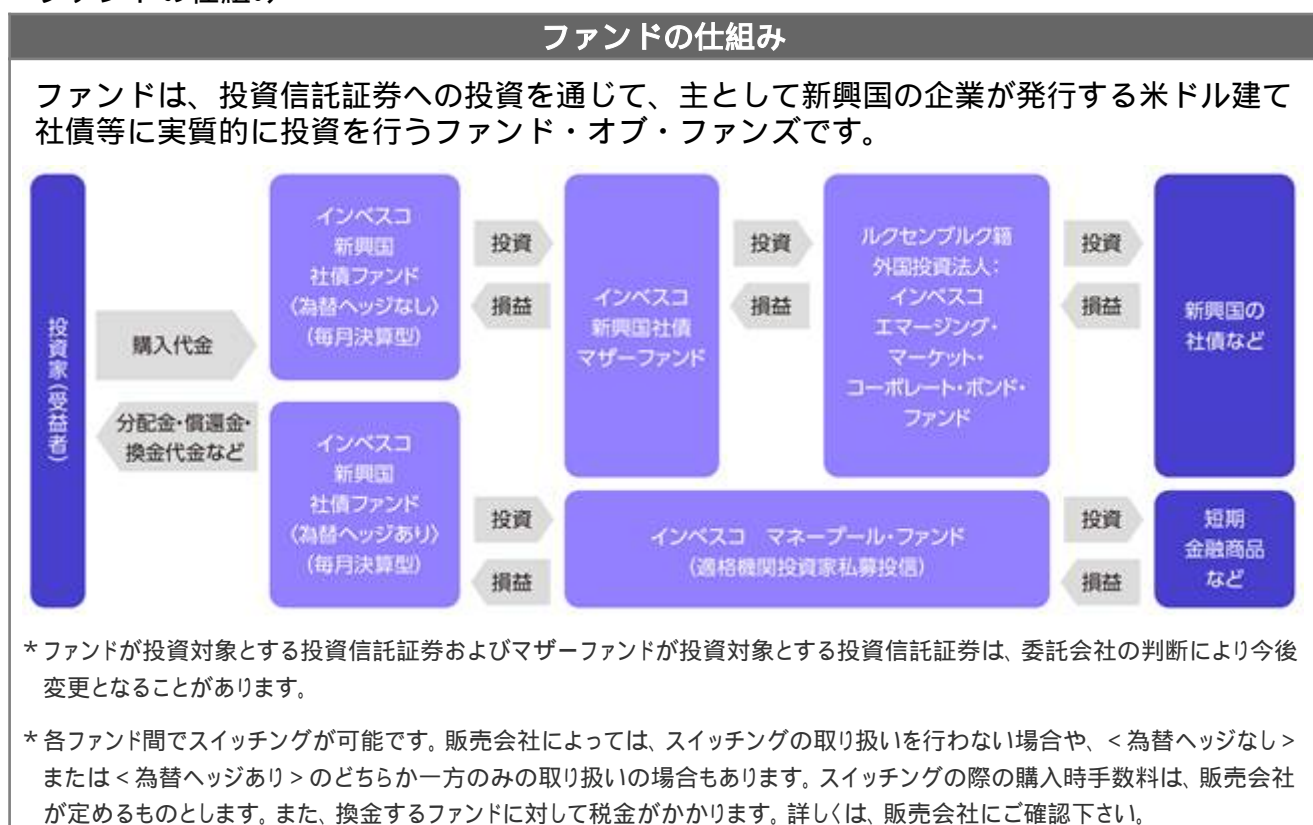 ファンドの仕組み
ファンドは、投資信託証券への投資を通じて、主として新興国の企業が発行する米ドル建て
社債等に実質的に投資を行うファンド・オブ・ファンズです。
投資家(受益者)
購入代金
分配金・償還金・
換金代金など
インベスコ
新興国
社債ファンド
〈為替ヘッジなし〉
(毎月決算型)
インベスコ
新興国
社債ファンド
〈為替ヘッジあり〉
(毎月決算型)
投資
損益
投資
損益
インベスコ
新興国社債
マザーファンド
投資
損益
ルクセンブルク籍
外国投資法人:
インベスコ
エマージング・
マーケット・
コーポレート・ボンド・
ファンド
インベスコ マネープール・ファンド
(適格機関投資家私募投信)
投資
損益
投資
損益
新興国の
社債など
短期
金融商品
など
*ファンドが投資対象とする投資信託証券およびマザーファンドが投資対象とする投資信託証券は、委託会社の判断により今後
変更となることがあります。
*各ファンド間でスイッチングが可能です。販売会社によっては、スイッチングの取り扱いを行わない場合や、<為替ヘッジなし>
または<為替ヘッジあり>のどちらか一方のみの取り扱いの場合もあります。スイッチングの際の購入時手数料は、販売会社
が定めるものとします。また、換金するファンドに対して税金がかかります。詳しくは、販売会社にご確認下さい。